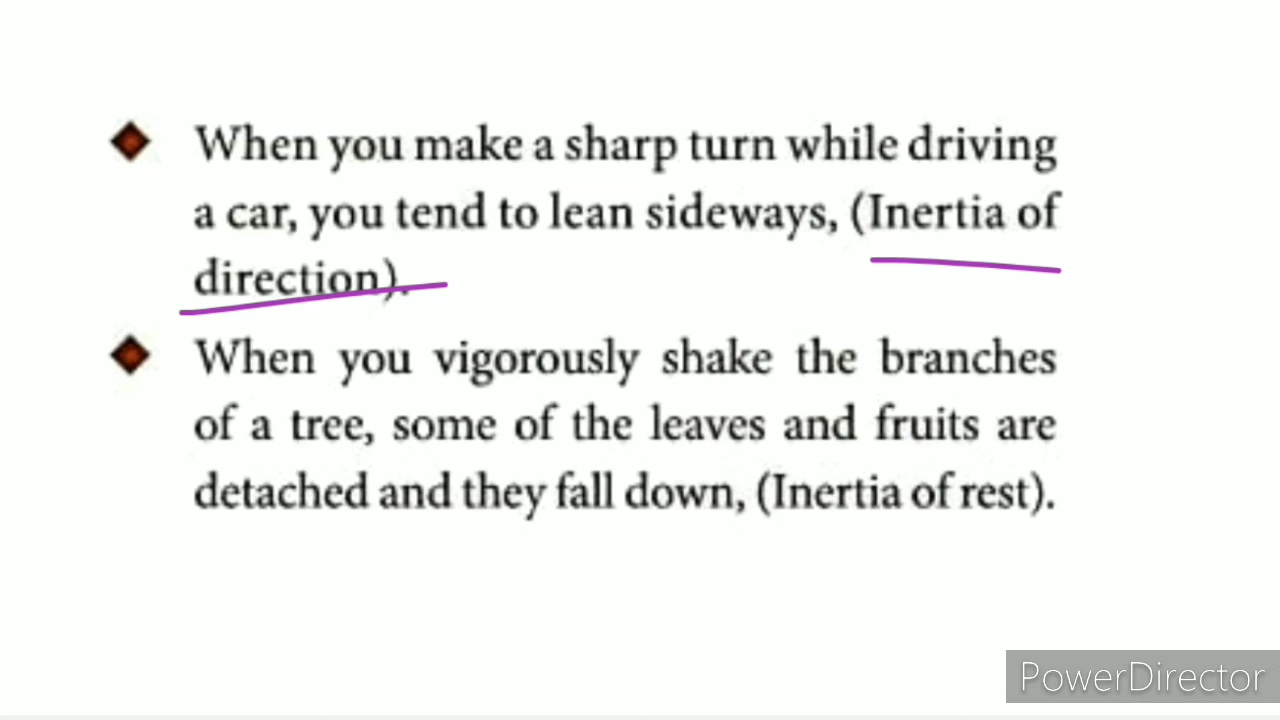 When you make a sharp turn while driving
a car, you tend to lean sideways, (Inertia of
direction).
When you vigorously shake the branches
of a tree, some of the leaves and fruits are
detached and they fall down, (Inertia of rest).
PowerDirector